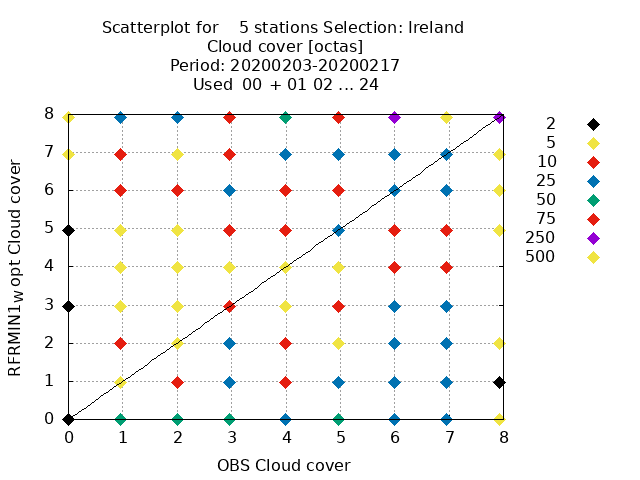 Scatterplot for    5 stations Selection: Ireland
Cloud cover [octas]
Period: 20200203-20200217
Used  00  + 01 02 ... 24
8
7
6
5
4
3
2
1
0
RFRMIN1W opt Cloud cover
0 1 2 3 4 5 6 7 8
OBS Cloud cover
2
5
10
25
50
75
250
500